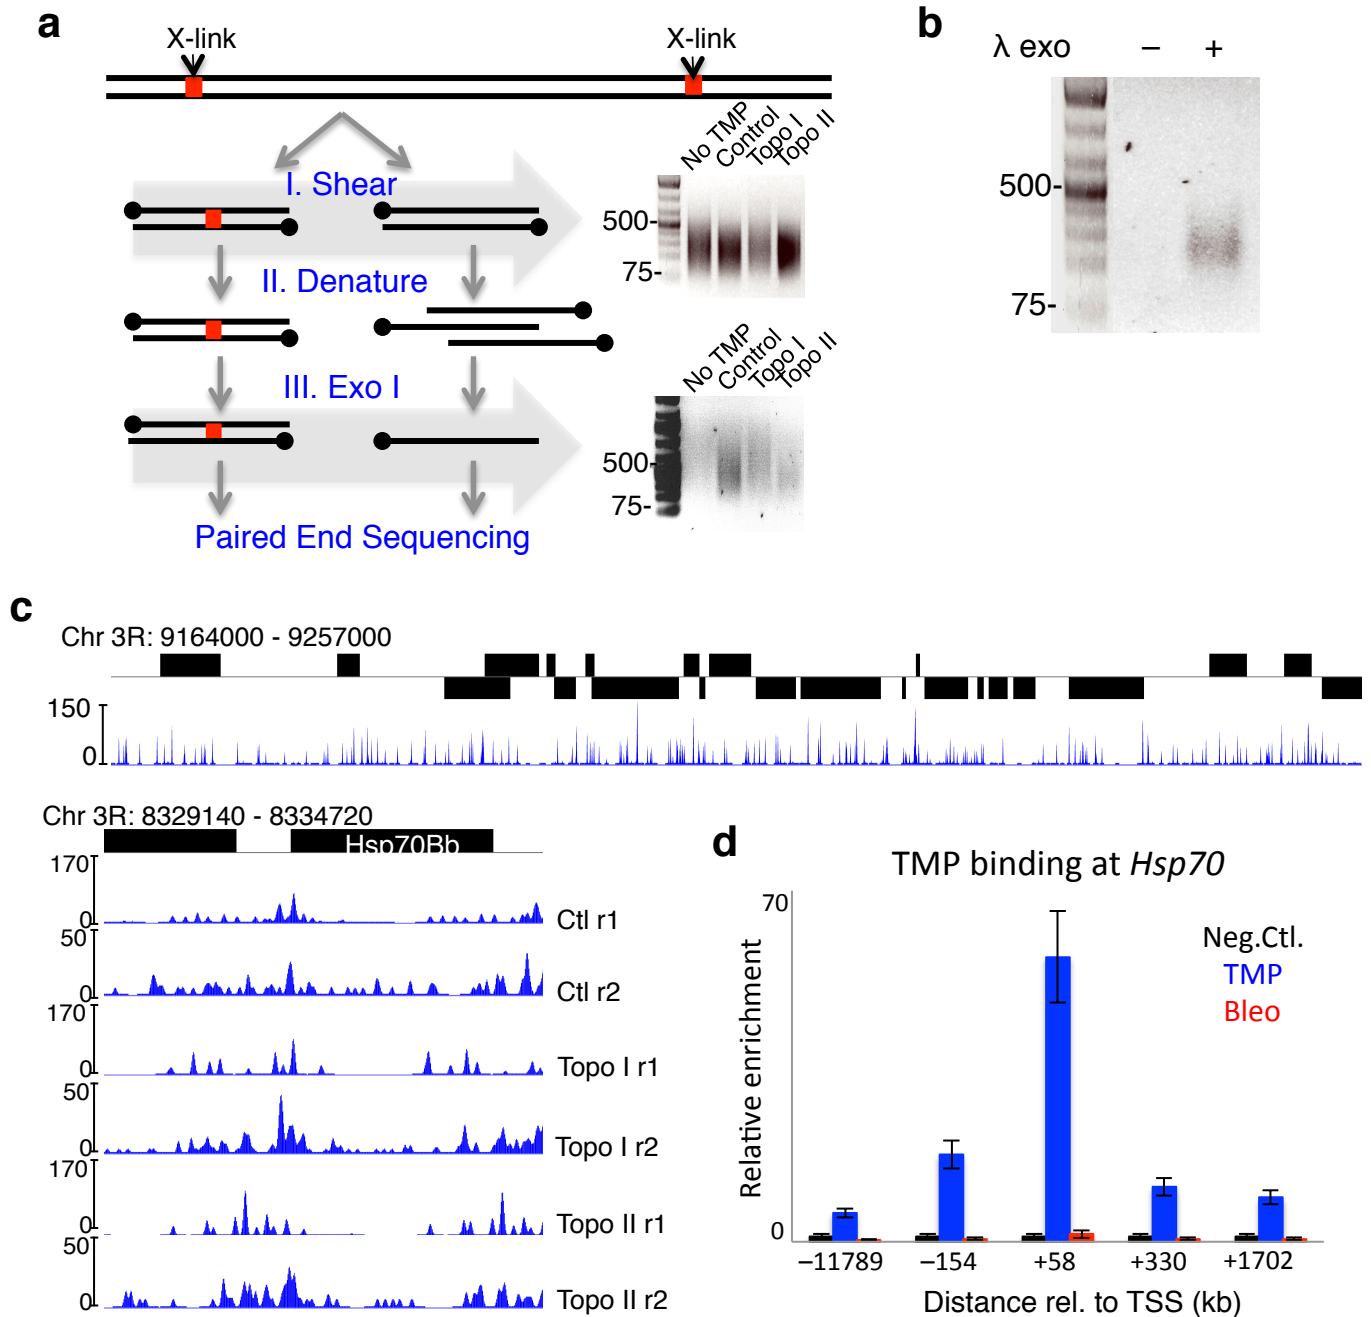 a
X-link
X-link
I. Shear
II. Denature
III. Exo I
Paired End Sequencing
No TMP
Control
Topo I
Topo II
500-
75-
No TMP
Control
Topo I
Topo II
500-
75-
b
λ exo – +
500-
75-
c
Chr 3R: 9164000 - 9257000
150
0
Chr 3R: 8329140 - 8334720
Hsp70Bb
170
0
Ctl r1
50
0
Ctl r2
170
0
Topo I r1
50
0
Topo I r2
170
0
Topo II r1
50
0
Topo II r2
d
TMP binding at Hsp70
70
0
Relative enrichment
Neg.Ctl.
TMP
Bleo
–11789 –154 +58 +330 +1702
Distance rel. to TSS (kb)